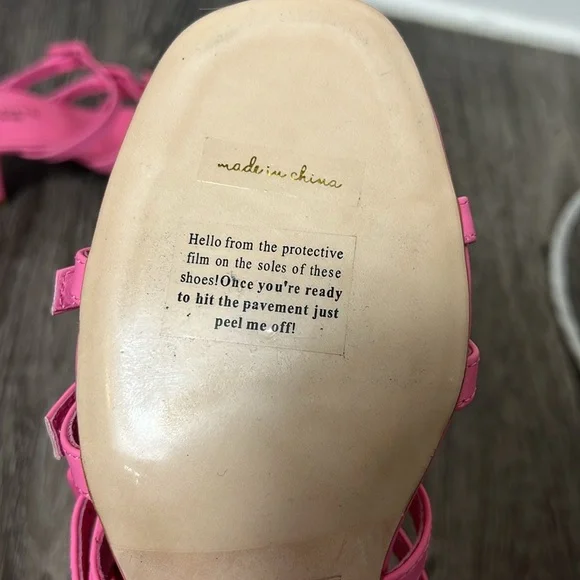 made in china
Hello from the protective
film on the soles of these
shoes!Once you're ready
to hit the pavement just
peel me off!